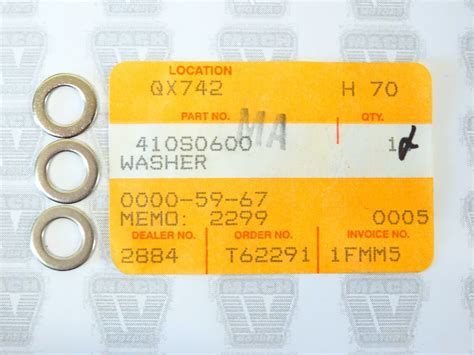 LOCATION
QX742 H 70
PART NO. QTY.
MA
410S0600 1
WASHER
0000-59-67
MEMO: 2299 0005
DEALER NO. ORDER NO. INVOICE NO.
2884 T62291 1FMM5